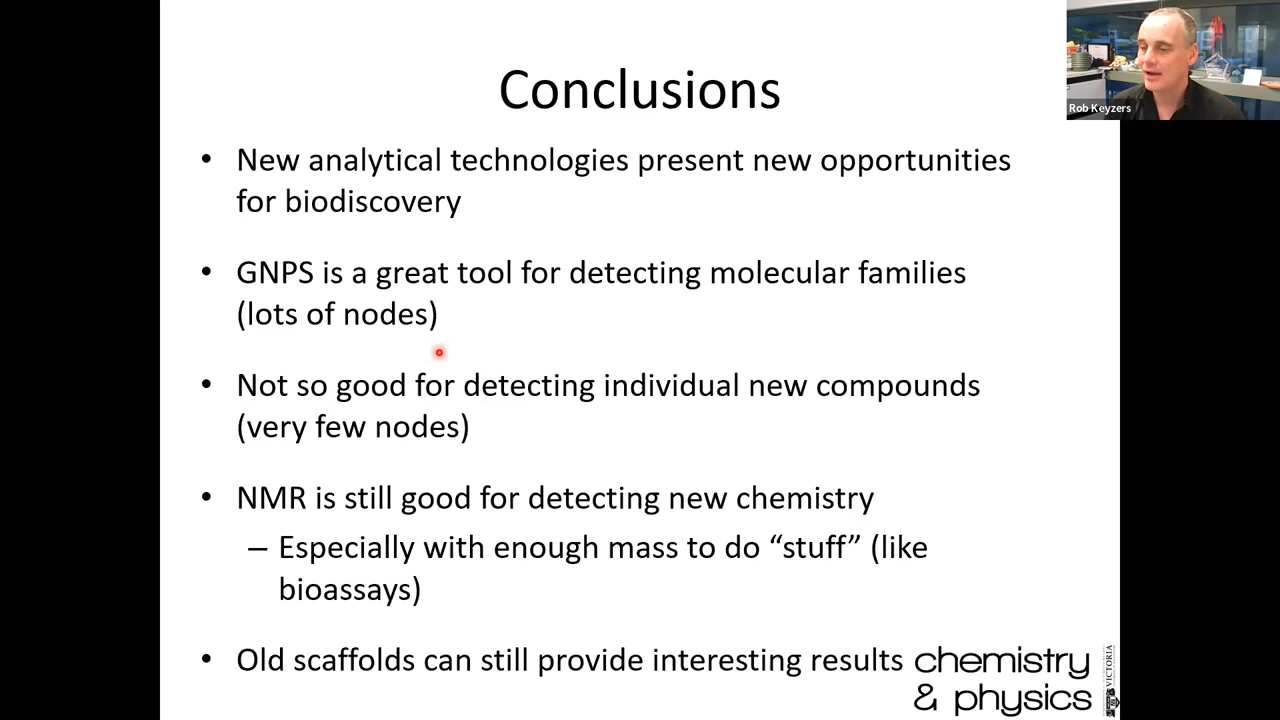 Conclusions
Rob Keyzers
• New analytical technologies present new opportunities
for biodiscovery
• GNPS is a great tool for detecting molecular families
(lots of nodes)
• Not so good for detecting individual new compounds
(very few nodes)
• NMR is still good for detecting new chemistry
– Especially with enough mass to do “stuff” (like
bioassays)
• Old scaffolds can still provide interesting results
chemistry
& physics
VICTORIA